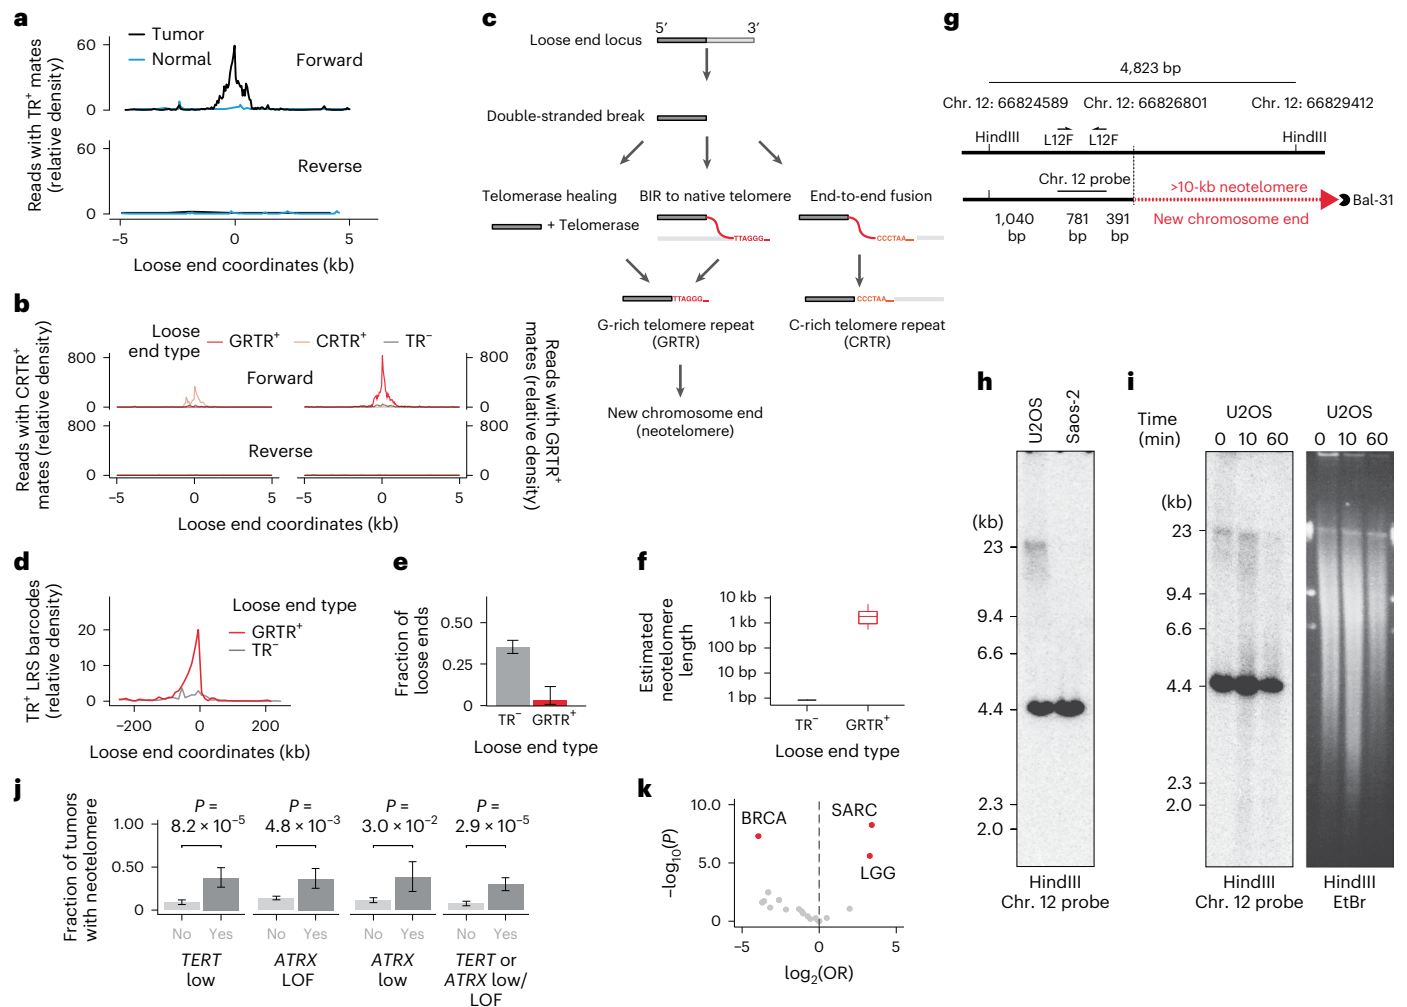 a
Reads with TR⁺ mates
(relative density)
60
0
60
0
Tumor
Normal
Forward
Reverse
−5
0
5
Loose end coordinates (kb)
b
Reads with CRTR⁺
mates (relative density)
Loose
end type
GRTR⁺
CRTR⁺
TR⁻
800
0
800
0
Forward
Reverse
800
0
800
0
Reads with GRTR⁺
mates (relative density)
−5
0
5
−5
0
5
Loose end coordinates (kb)
c
5′
3′
Loose end locus
Double-stranded break
Telomerase healing
BIR to native telomere
End-to-end fusion
+ Telomerase
TTAGGG
CCCTAA
TTAGGG
CCCTAA
G-rich telomere repeat
(GRTR)
C-rich telomere repeat
(CRTR)
New chromosome end
(neotelomere)
d
TR⁺ LRS barcodes
(relative density)
20
10
0
Loose end type
GRTR⁺
TR⁻
−200
0
200
Loose end coordinates (kb)
e
Fraction of
loose ends
0.50
0.25
0
TR⁻
GRTR⁺
Loose end type
f
Estimated
neotelomere
length
10 kb
1 kb
100 bp
10 bp
1 bp
TR⁻
GRTR⁺
Loose end type
g
4,823 bp
Chr. 12: 66824589
Chr. 12: 66826801
Chr. 12: 66829412
HindIII
L12F
L12F
HindIII
Chr. 12 probe
>10-kb neotelomere
Bal-31
1,040
bp
781
bp
391
bp
New chromosome end
h
U2OS
Saos-2
(kb)
23
9.4
6.6
4.4
2.3
2.0
HindIII
Chr. 12 probe
i
Time
(min)
U2OS
U2OS
0 10 60
0 10 60
(kb)
23
9.4
6.6
4.4
2.3
2.0
HindIII
Chr. 12 probe
HindIII
EtBr
j
Fraction of tumors
with neotelomere
1.00
0.50
0
P =
8.2 × 10⁻⁵
P =
4.8 × 10⁻³
P =
3.0 × 10⁻²
P =
2.9 × 10⁻⁵
No Yes
No Yes
No Yes
No Yes
TERT
low
ATRX
LOF
ATRX
low
TERT or
ATRX low/
LOF
k
−log₁₀(P)
10.0
5.0
0
BRCA
SARC
LGG
−5
0
5
log₂(OR)